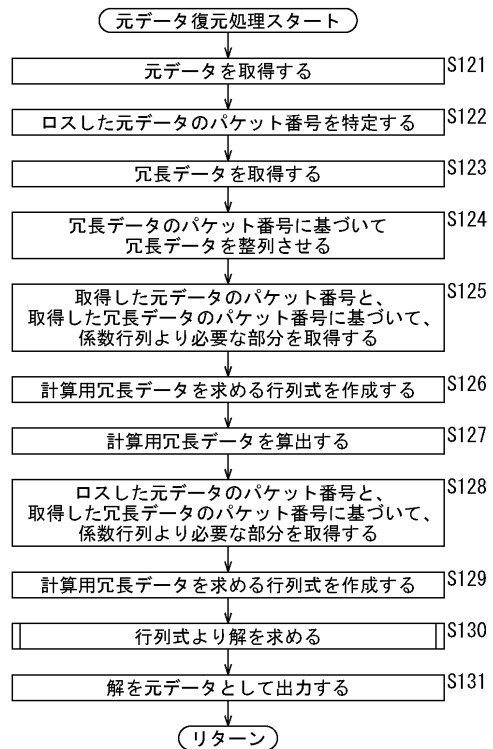 元データ復元処理スタート
元データを取得する S121
ロスした元データのパケット番号を特定する S122
冗長データを取得する S123
冗長データのパケット番号に基づいて S124
冗長データを整列させる
取得した元データのパケット番号と、 S125
取得した冗長データのパケット番号に基づいて、
係数行列より必要な部分を取得する
計算用冗長データを求める行列式を作成する S126
計算用冗長データを算出する S127
ロスした元データのパケット番号と、 S128
取得した冗長データのパケット番号に基づいて、
係数行列より必要な部分を取得する
計算用冗長データを求める行列式を作成する S129
行列式より解を求める S130
解を元データとして出力する S131
リターン